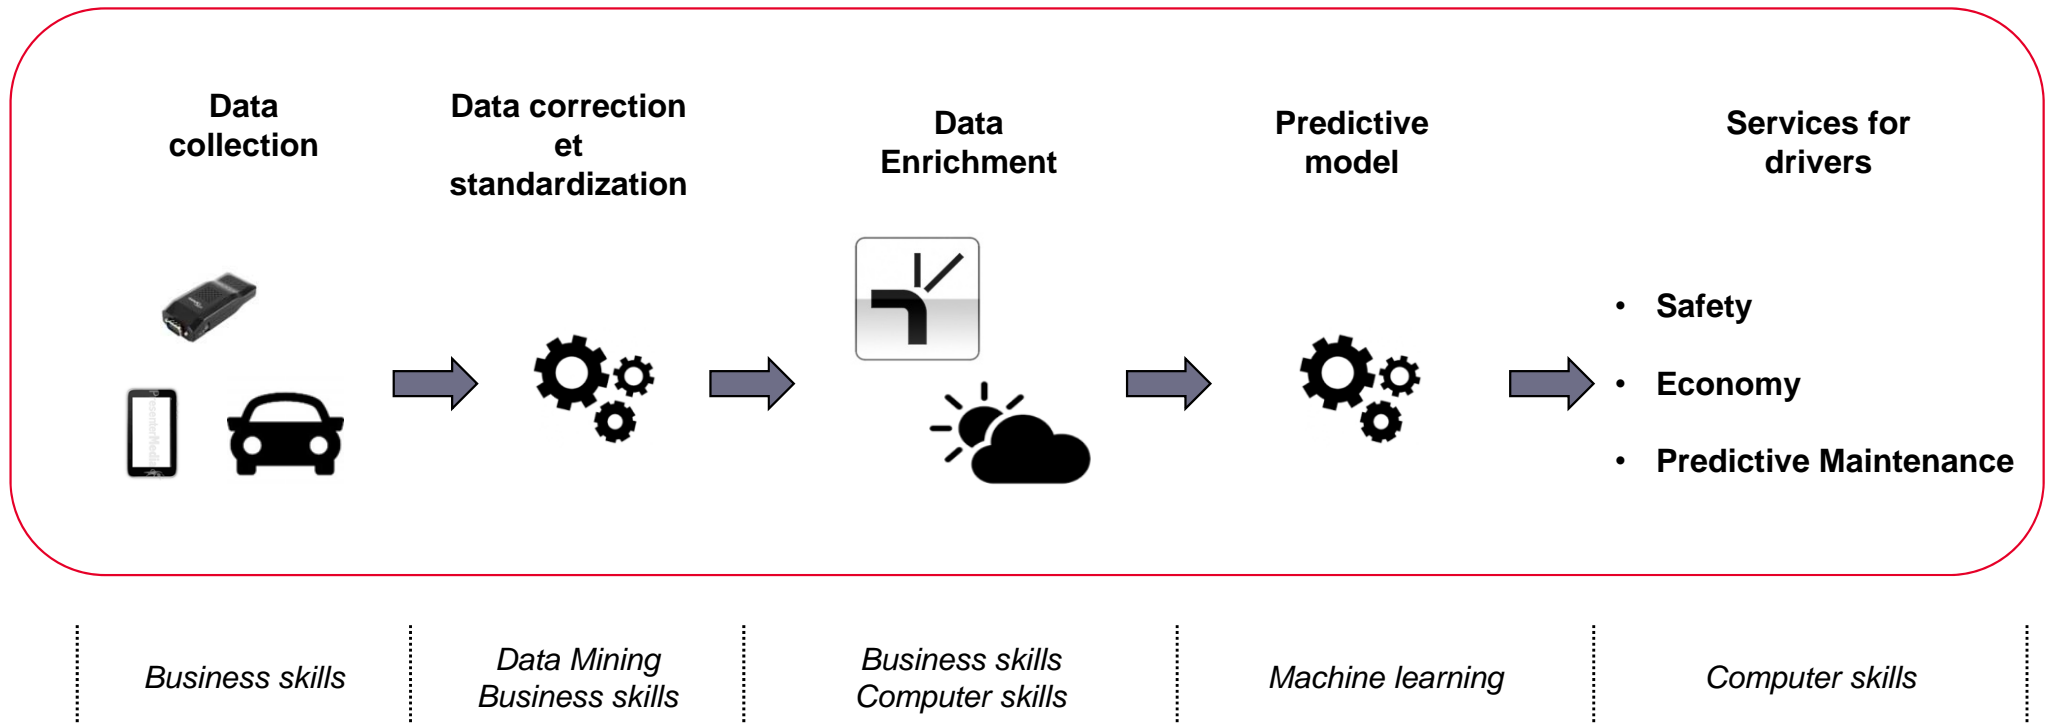 Data
collection
Data correction
et
standardization
Data
Enrichment
Predictive
model
Services for
drivers
PresenterMedia
• Safety
• Economy
• Predictive Maintenance
Business skills
Data Mining
Business skills
Business skills
Computer skills
Machine learning
Computer skills